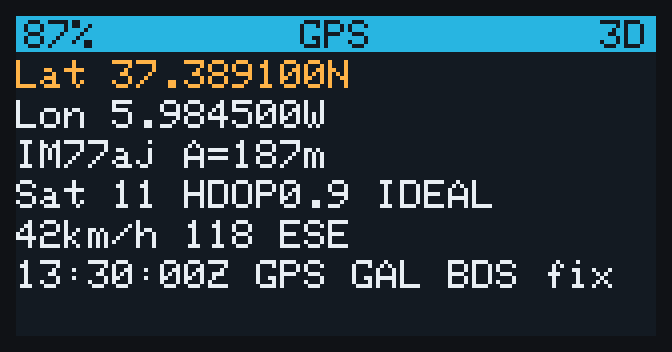 87% GPS 3D
Lat 37.389100N
Lon 5.984500W
IM77aj A=187m
Sat 11 HDOP0.9 IDEAL
42km/h 118 ESE
13:30:00Z GPS GAL BDS fix